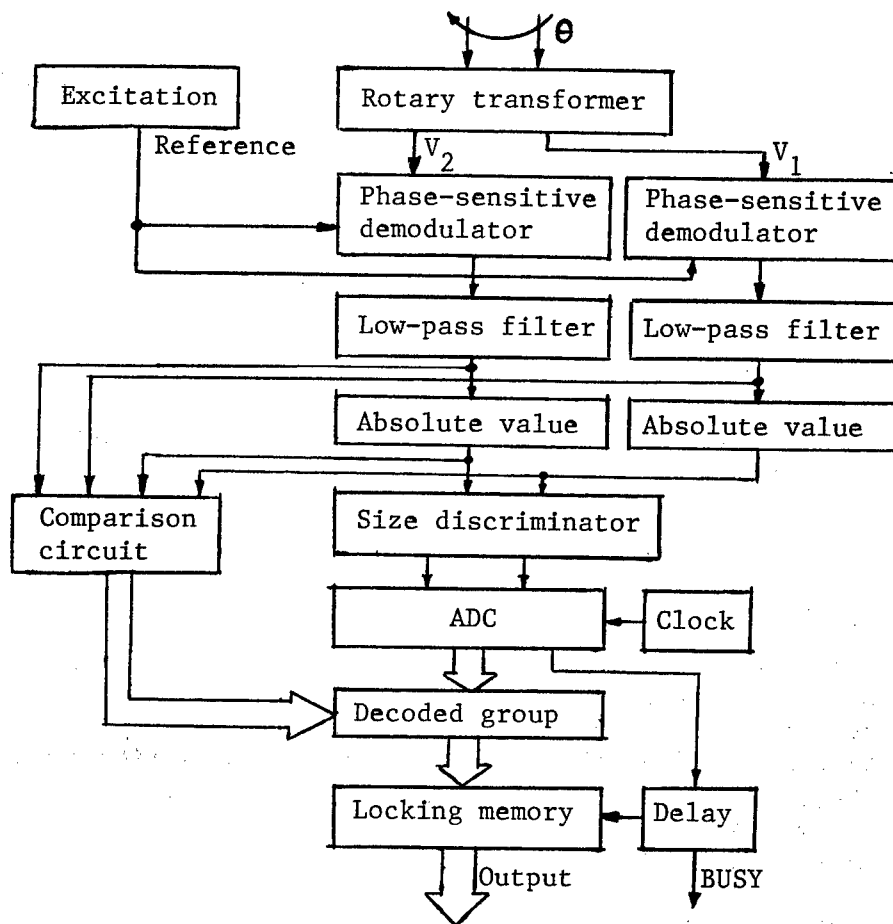 θ
Excitation
Rotary transformer
Reference
V2
V1
Phase-sensitive
demodulator
Phase-sensitive
demodulator
Low-pass filter
Low-pass filter
Absolute value
Absolute value
Comparison
circuit
Size discriminator
ADC
Clock
Decoded group
Locking memory
Delay
Output
BUSY